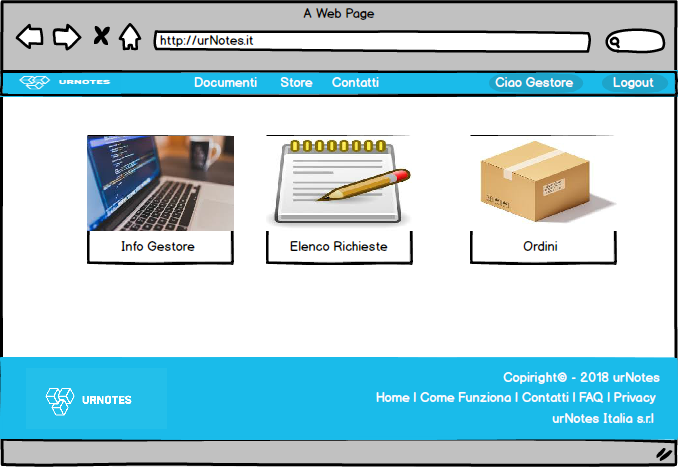 A Web Page
http://urNotes.it
URNOTES
Documenti
Store
Contatti
Ciao Gestore
Logout
Info Gestore
Elenco Richieste
Ordini
URNOTES
Copiright© - 2018 urNotes
Home | Come Funziona | Contatti | FAQ | Privacy
urNotes Italia s.r.l